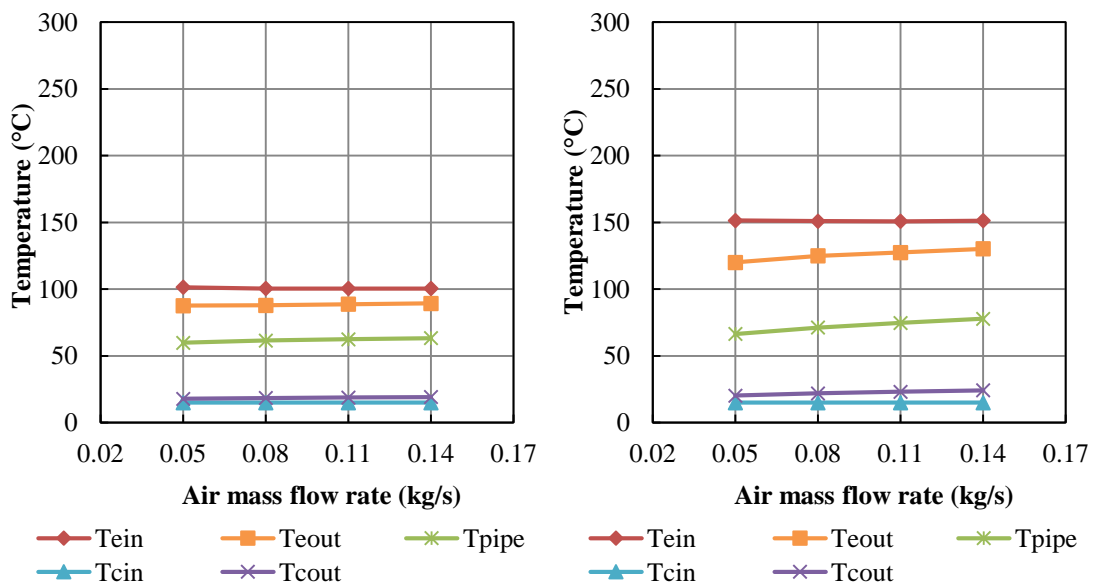 300
250
200
150
100
50
0
Temperature (°C)
0.02 0.05 0.08 0.11 0.14 0.17
Air mass flow rate (kg/s)
Tein Teout Tpipe
Tcin Tcout
300
250
200
150
100
50
0
Temperature (°C)
0.02 0.05 0.08 0.11 0.14 0.17
Air mass flow rate (kg/s)
Tein Teout Tpipe
Tcin Tcout